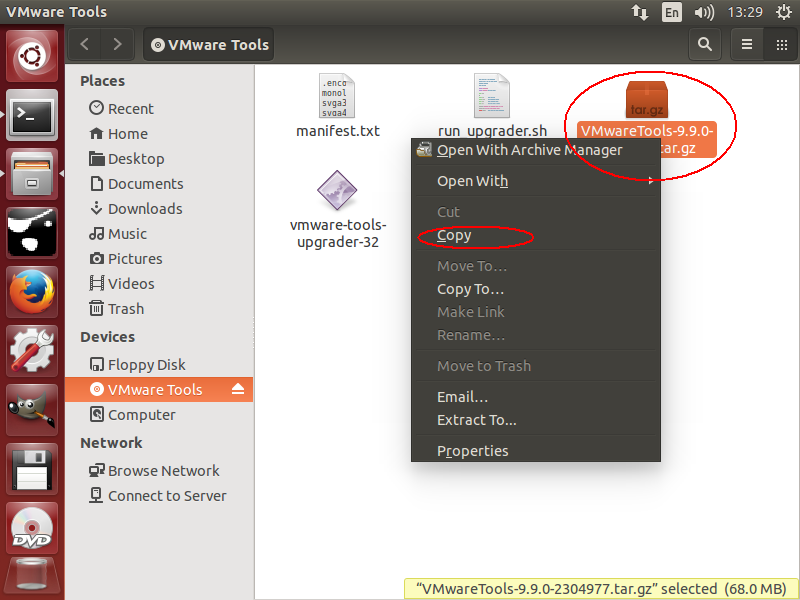 VMware Tools
En
13:29
VMware Tools
Places
Recent
Home
Desktop
Documents
Downloads
Music
Pictures
Videos
Trash
Devices
Floppy Disk
VMware Tools
Computer
Network
Browse Network
Connect to Server
.enco
monol
svga3
svga4
manifest.txt
run_upgrader.sh
tar.gz
VMwareTools-9.9.0-
tar.gz
vmware-tools-
upgrader-32
Open With Archive Manager
Open With
Cut
Copy
Move To...
Copy To...
Make Link
Rename...
Move to Trash
Email...
Extract To...
Properties
DVD
“VMwareTools-9.9.0-2304977.tar.gz” selected (68.0 MB)